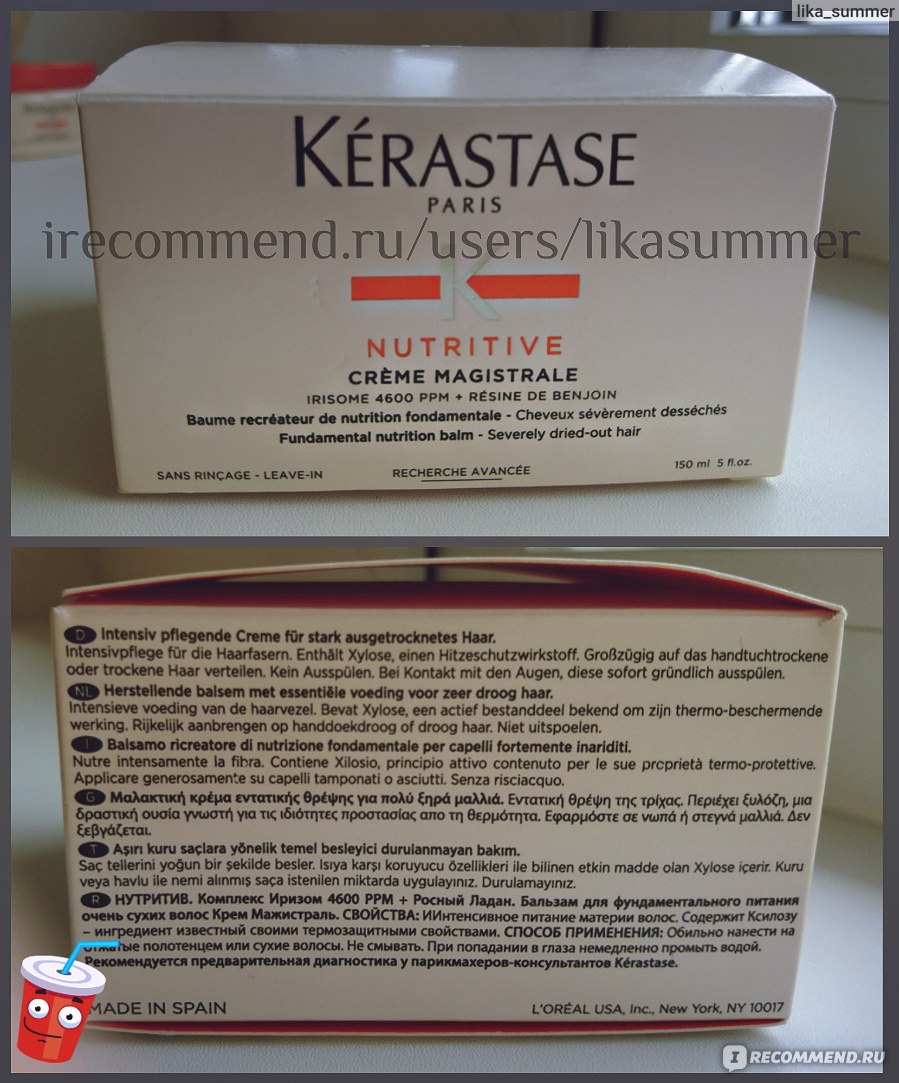 lika_summer
KÉRASTASE
PARIS
irecommend.ru/users/likasummer
K
NUTRITIVE
CRÈME MAGISTRALE
IRISOME 4600 PPM + RÉSINE DE BENJOIN
Baume recréateur de nutrition fondamentale - Cheveux sévèrement desséchés
Fundamental nutrition balm - Severely dried-out hair
SANS RINÇAGE - LEAVE-IN
RECHERCHE AVANCÉE
150 ml 5 fl.oz.
D Intensiv pflegende Creme für stark ausgetrocknetes Haar.
Intensivpflege für die Haarfasern. Enthält Xylose, einen Hitzeschutzwirkstoff. Großzügig auf das handtuchtrockene
oder trockene Haar verteilen. Kein Ausspülen. Bei Kontakt mit den Augen, diese sofort gründlich ausspülen.
NL Herstellende balsem met essentiële voeding voor zeer droog haar.
Intensieve voeding van de haarvezel. Bevat Xylose, een actief bestanddeel bekend om zijn thermo-beschermende
werking. Rijkelijk aanbrengen op handdoekdroog of droog haar. Niet uitspoelen.
I Balsamo ricreatore di nutrizione fondamentale per capelli fortemente inariditi.
Nutre intensamente la fibra. Contiene Xilosio, principio attivo contenuto per le sue proprietà termo-protettive.
Applicare generosamente su capelli tamponati o asciutti. Senza risciacquo.
G Μαλακτική κρέμα εντατικής θρέψης για πολύ ξηρά μαλλιά. Εντατική θρέψη της τρίχας. Περιέχει ξυλόζη, μια
δραστική ουσία γνωστή για τις ιδιότητες προστασίας απο τη θερμότητα. Εφαρμόστε σε νωπά ή στεγνά μαλλιά. Δεν
ξεβγάζεται.
T Aşırı kuru saçlara yönelik temel besleyici durulanmayan bakım.
Saç tellerini yoğun bir şekilde besler. Isıya karşı koruyucu özellikleri ile bilinen etkin madde olan Xylose içerir. Kuru
veya havlu ile nemi alınmış saça istenilen miktarda uygulayınız. Durulamayınız.
R НУТРИТИВ. Комплекс Иризом 4600 PPM + Росный Ладан. Бальзам для фундаментального питания
очень сухих волос Крем Мажистраль. СВОЙСТВА: ИИнтенсивное питание материи волос. Содержит Ксилозу
– ингредиент известный своими термозащитными свойствами. СПОСОБ ПРИМЕНЕНИЯ: Обильно нанести на
отжатые полотенцем или сухие волосы. Не смывать. При попадании в глаза немедленно промыть водой.
Рекомендуется предварительная диагностика у парикмахеров-консультантов Kérastase.
MADE IN SPAIN
L'ORÉAL USA, Inc., New York, NY 10017
IRECOMMEND.RU